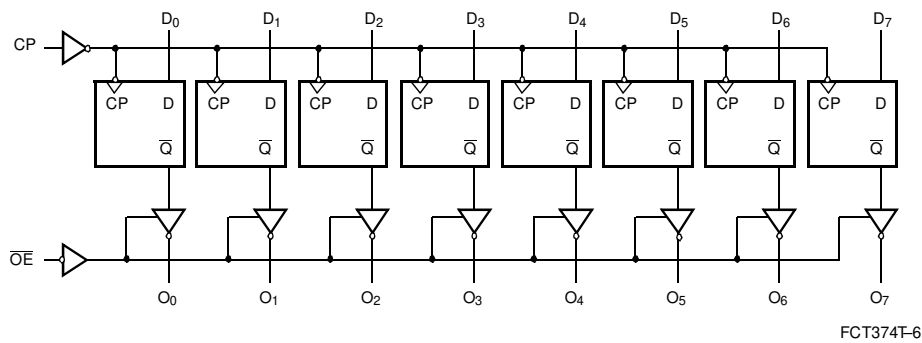 D0 D1 D2 D3 D4 D5 D6 D7
CP
CP D CP D CP D CP D CP D CP D CP D CP D
Q̅ Q̅ Q̅ Q̅ Q̅ Q̅ Q̅ Q̅
O̅E̅
O0 O1 O2 O3 O4 O5 O6 O7
FCT374T–6